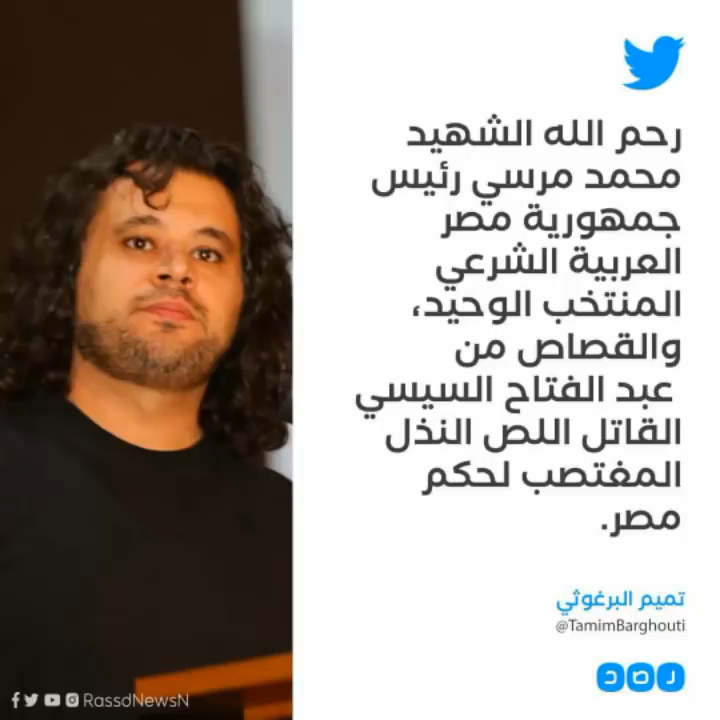 رحم الله الشهيد
محمد مرسي رئيس
جمهورية مصر
العربية الشرعي
المنتخب الوحيد،
والقصاص من
عبد الفتاح السيسي
القاتل اللص النذل
المغتصب لحكم
مصر.
تميم البرغوثي
@TamimBarghouti
رصد
RassdNewsN